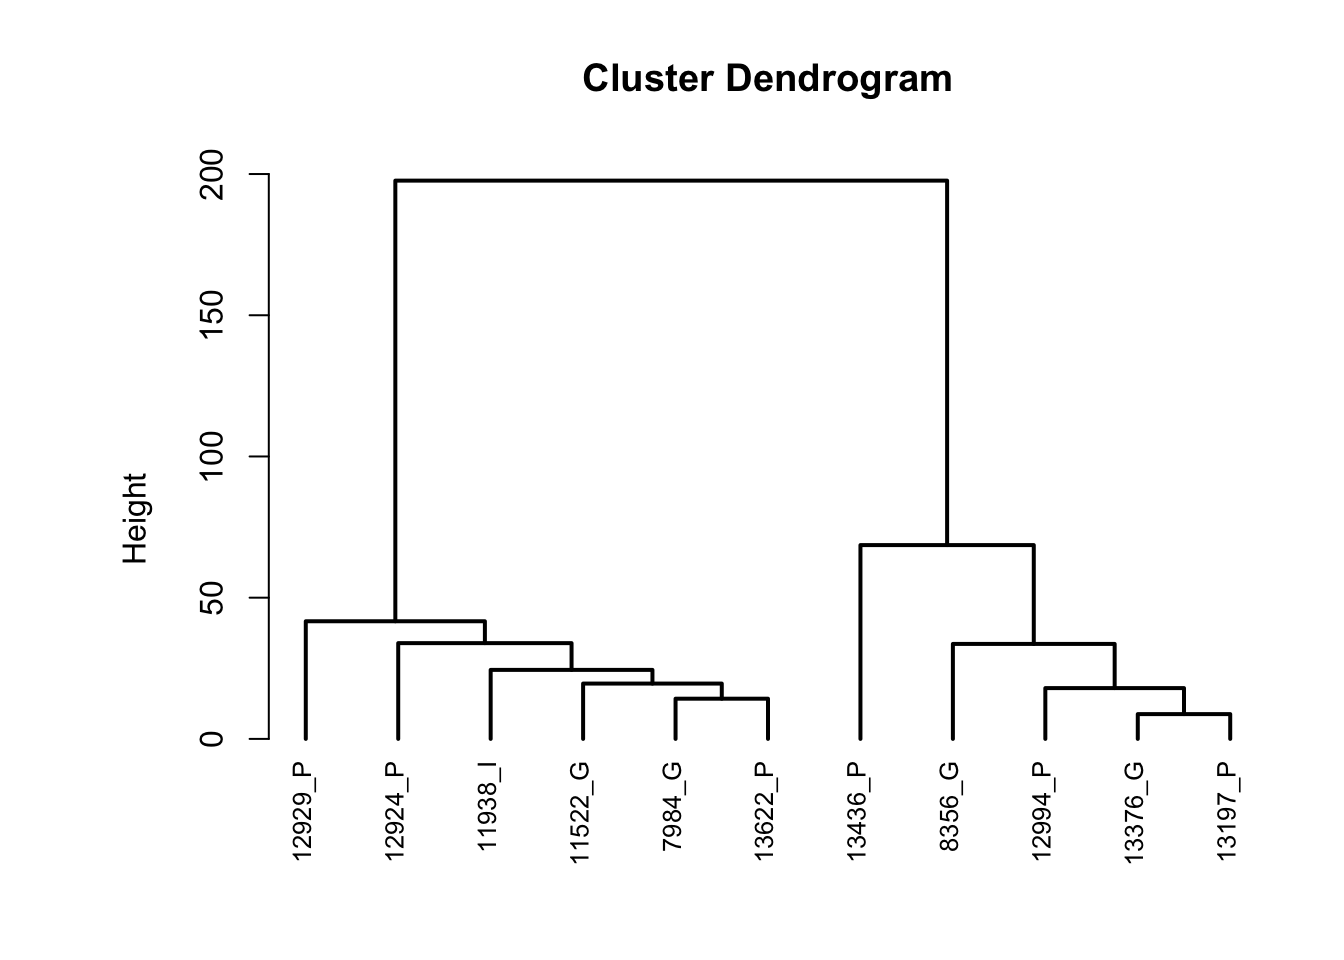 Cluster Dendrogram
Height
200
150
100
50
0
12929_P
12924_P
11938_I
11522_G
7984_G
13622_P
13436_P
8356_G
12994_P
13376_G
13197_P